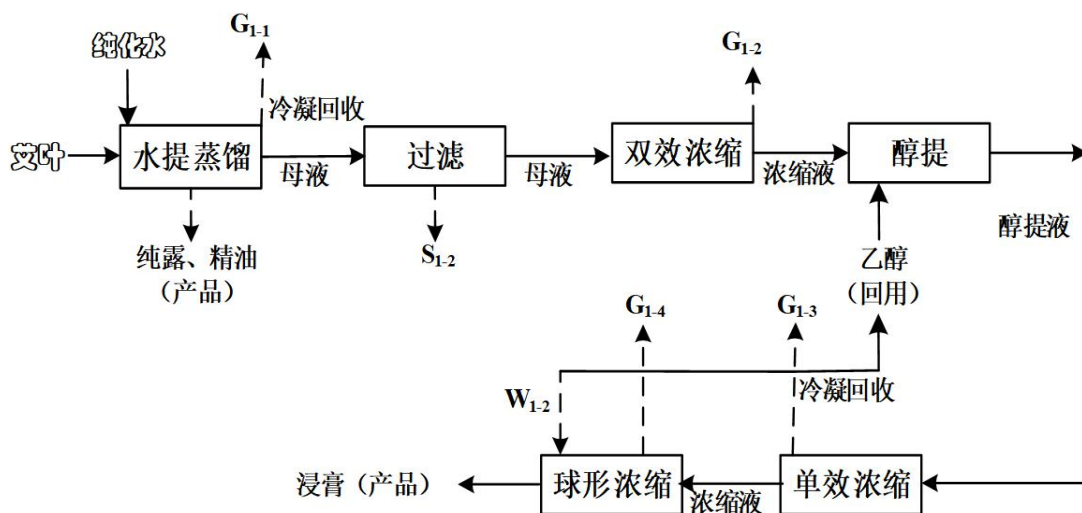 纯化水
G1-1
G1-2
冷凝回收
艾叶
水提蒸馏
母液
过滤
母液
双效浓缩
浓缩液
醇提
醇提液
纯露、精油
（产品）
S1-2
乙醇
（回用）
G1-4
G1-3
冷凝回收
W1-2
浸膏（产品）
球形浓缩
浓缩液
单效浓缩